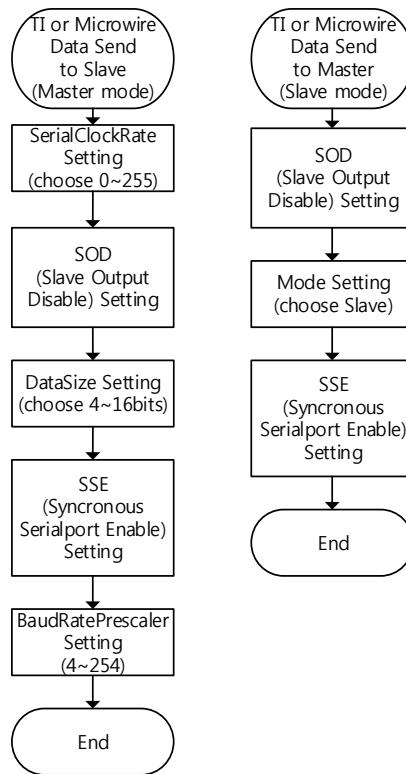 TI or Microwire
Data Send
to Slave
(Master mode)
SerialClockRate
Setting
(choose 0~255)
SOD
(Slave Output
Disable) Setting
DataSize Setting
(choose 4~16bits)
SSE
(Syncronous
Serialport Enable)
Setting
BaudRatePrescaler
Setting
(4~254)
End
TI or Microwire
Data Send
to Master
(Slave mode)
SOD
(Slave Output
Disable) Setting
Mode Setting
(choose Slave)
SSE
(Syncronous
Serialport Enable)
Setting
End